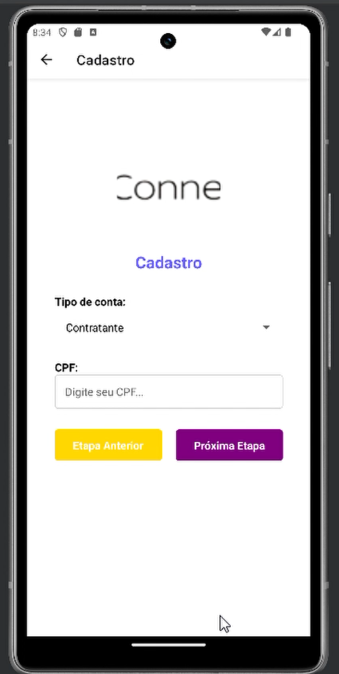 8:34
Cadastro
Conne
Cadastro
Tipo de conta:
Contratante
CPF:
Digite seu CPF...
Etapa Anterior
Próxima Etapa